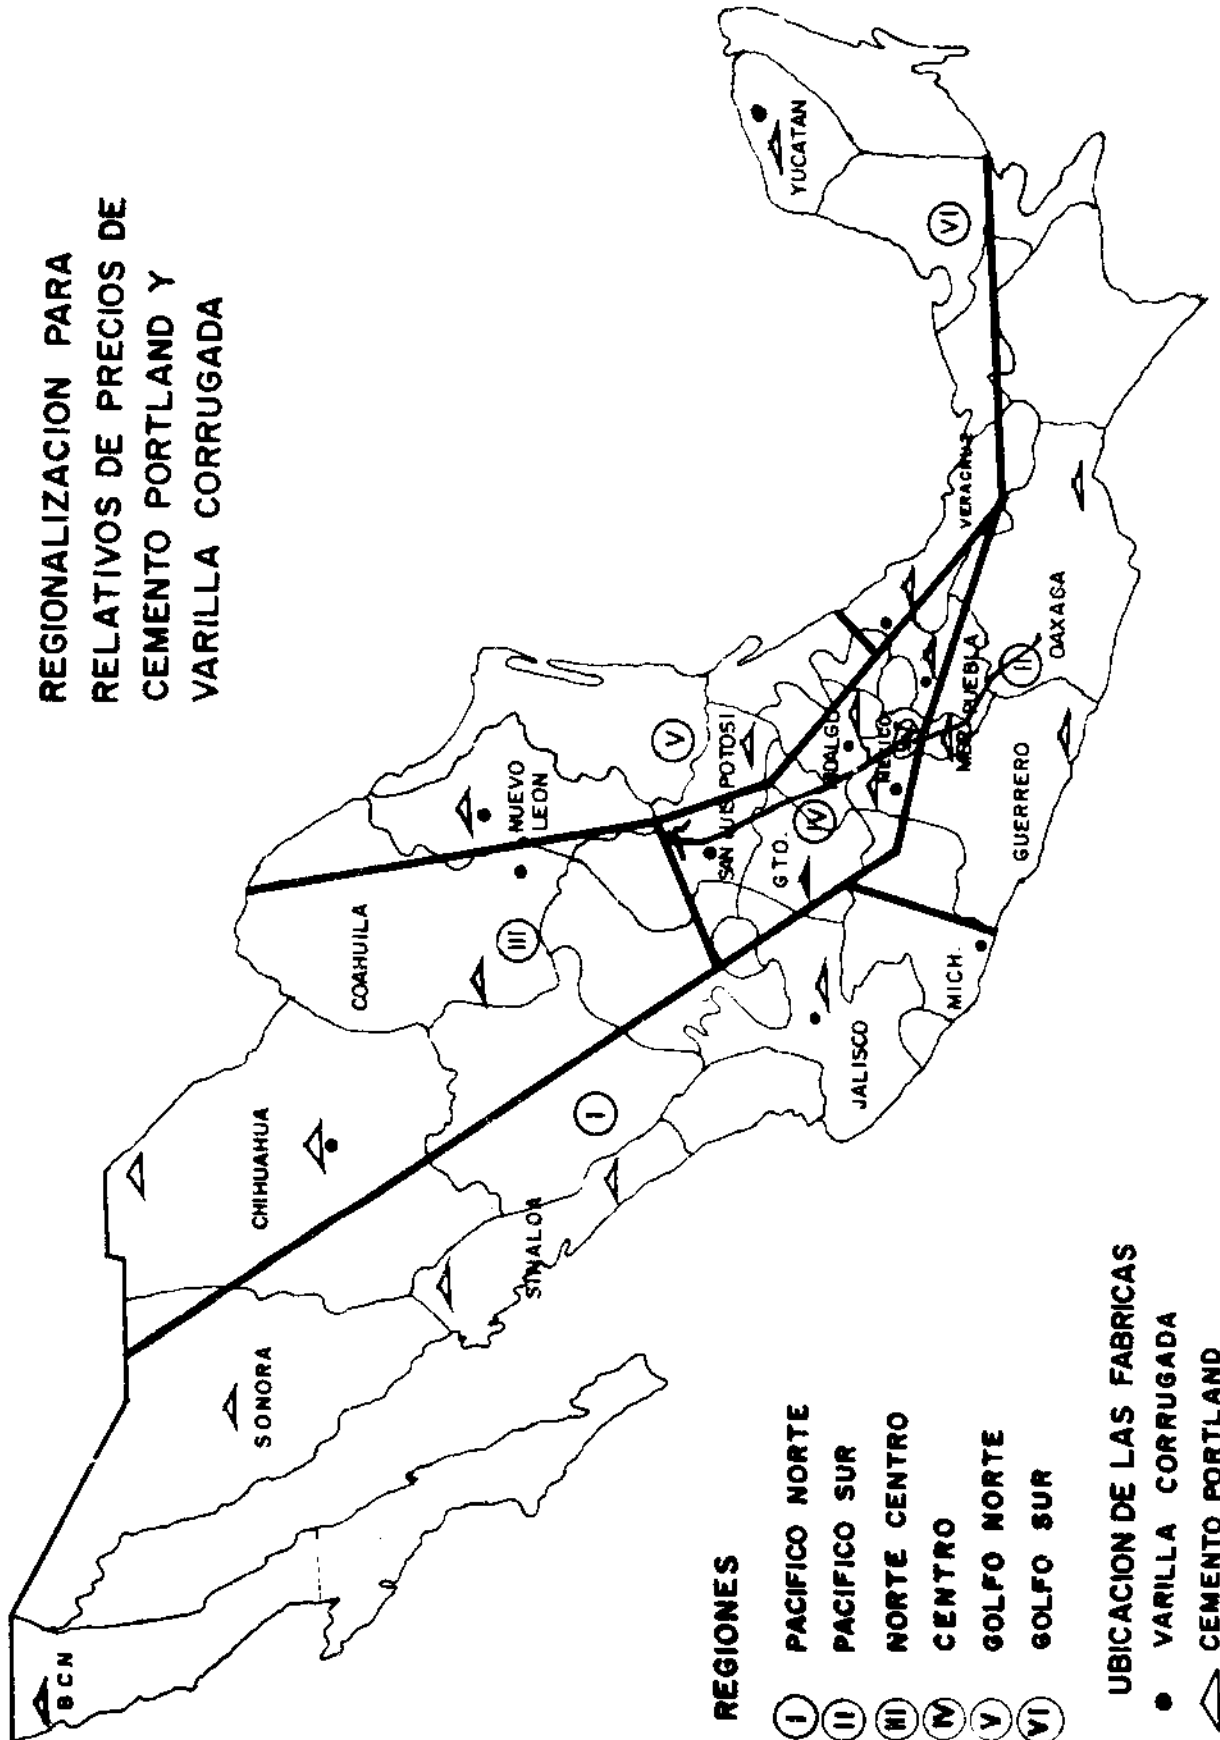 REGIONALIZACION PARA
RELATIVOS DE PRECIOS DE
CEMENTO PORTLAND Y
VARILLA CORRUGADA
B C N
SONORA
CHIHUAHUA
COAHUILA
NUEVO
LEON
SINALOA
I
III
V
SAN LUIS POTOSI
GTO.
IV
JALISCO
MICH.
HIDALGO
MEXICO
MOR.
PUEBLA
GUERRERO
II
OAXACA
VERACRUZ
VI
YUCATAN
REGIONES
I PACIFICO NORTE
II PACIFICO SUR
III NORTE CENTRO
IV CENTRO
V GOLFO NORTE
VI GOLFO SUR
UBICACION DE LAS FABRICAS
VARILLA CORRUGADA
CEMENTO PORTLAND